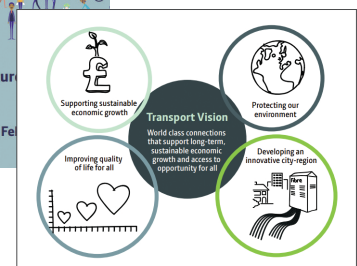 Supporting sustainable
economic growth
Protecting our
environment
Transport Vision
World class connections
that support long-term,
sustainable economic
growth and access to
opportunity for all
Improving quality
of life for all
Developing an
innovative city-region
Fibre